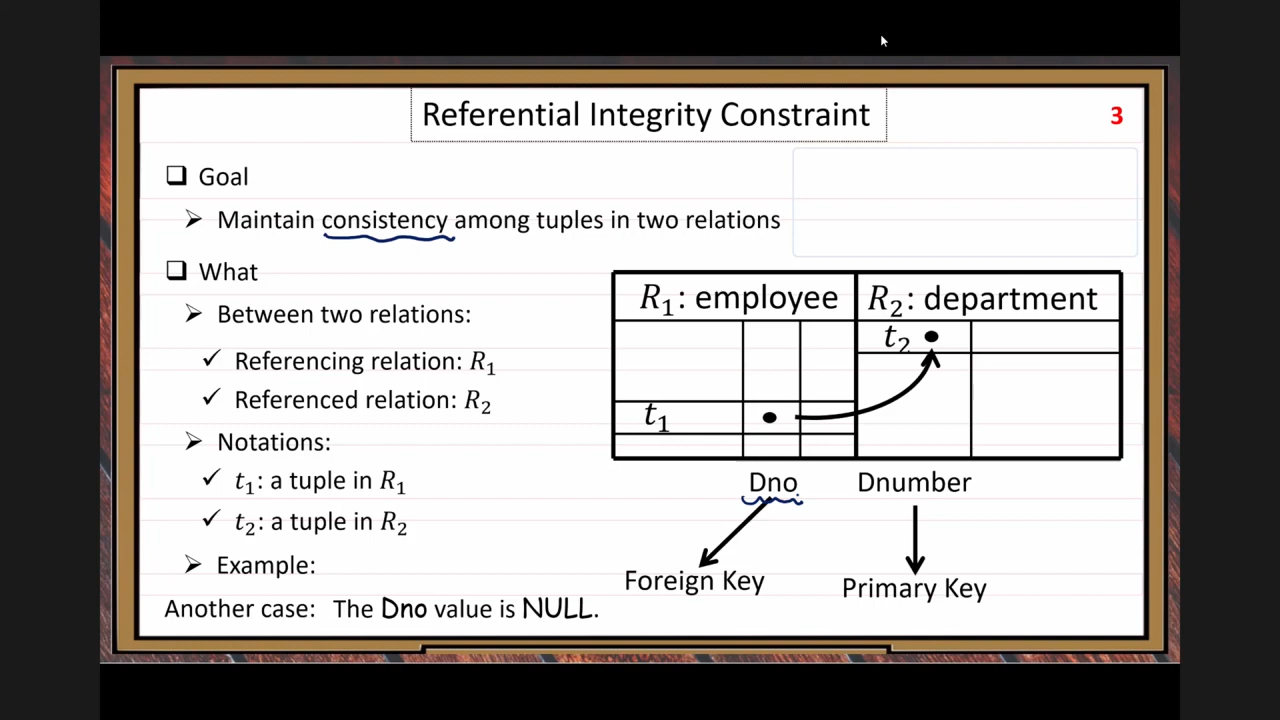 Referential Integrity Constraint
3
❑ Goal
➢ Maintain consistency among tuples in two relations
❑ What
➢ Between two relations:
✓ Referencing relation: R₁
✓ Referenced relation: R₂
➢ Notations:
✓ t₁: a tuple in R₁
✓ t₂: a tuple in R₂
➢ Example:
Another case: The Dno value is NULL.
R₁: employee R₂: department
t₂
t₁
Dno Dnumber
Foreign Key Primary Key